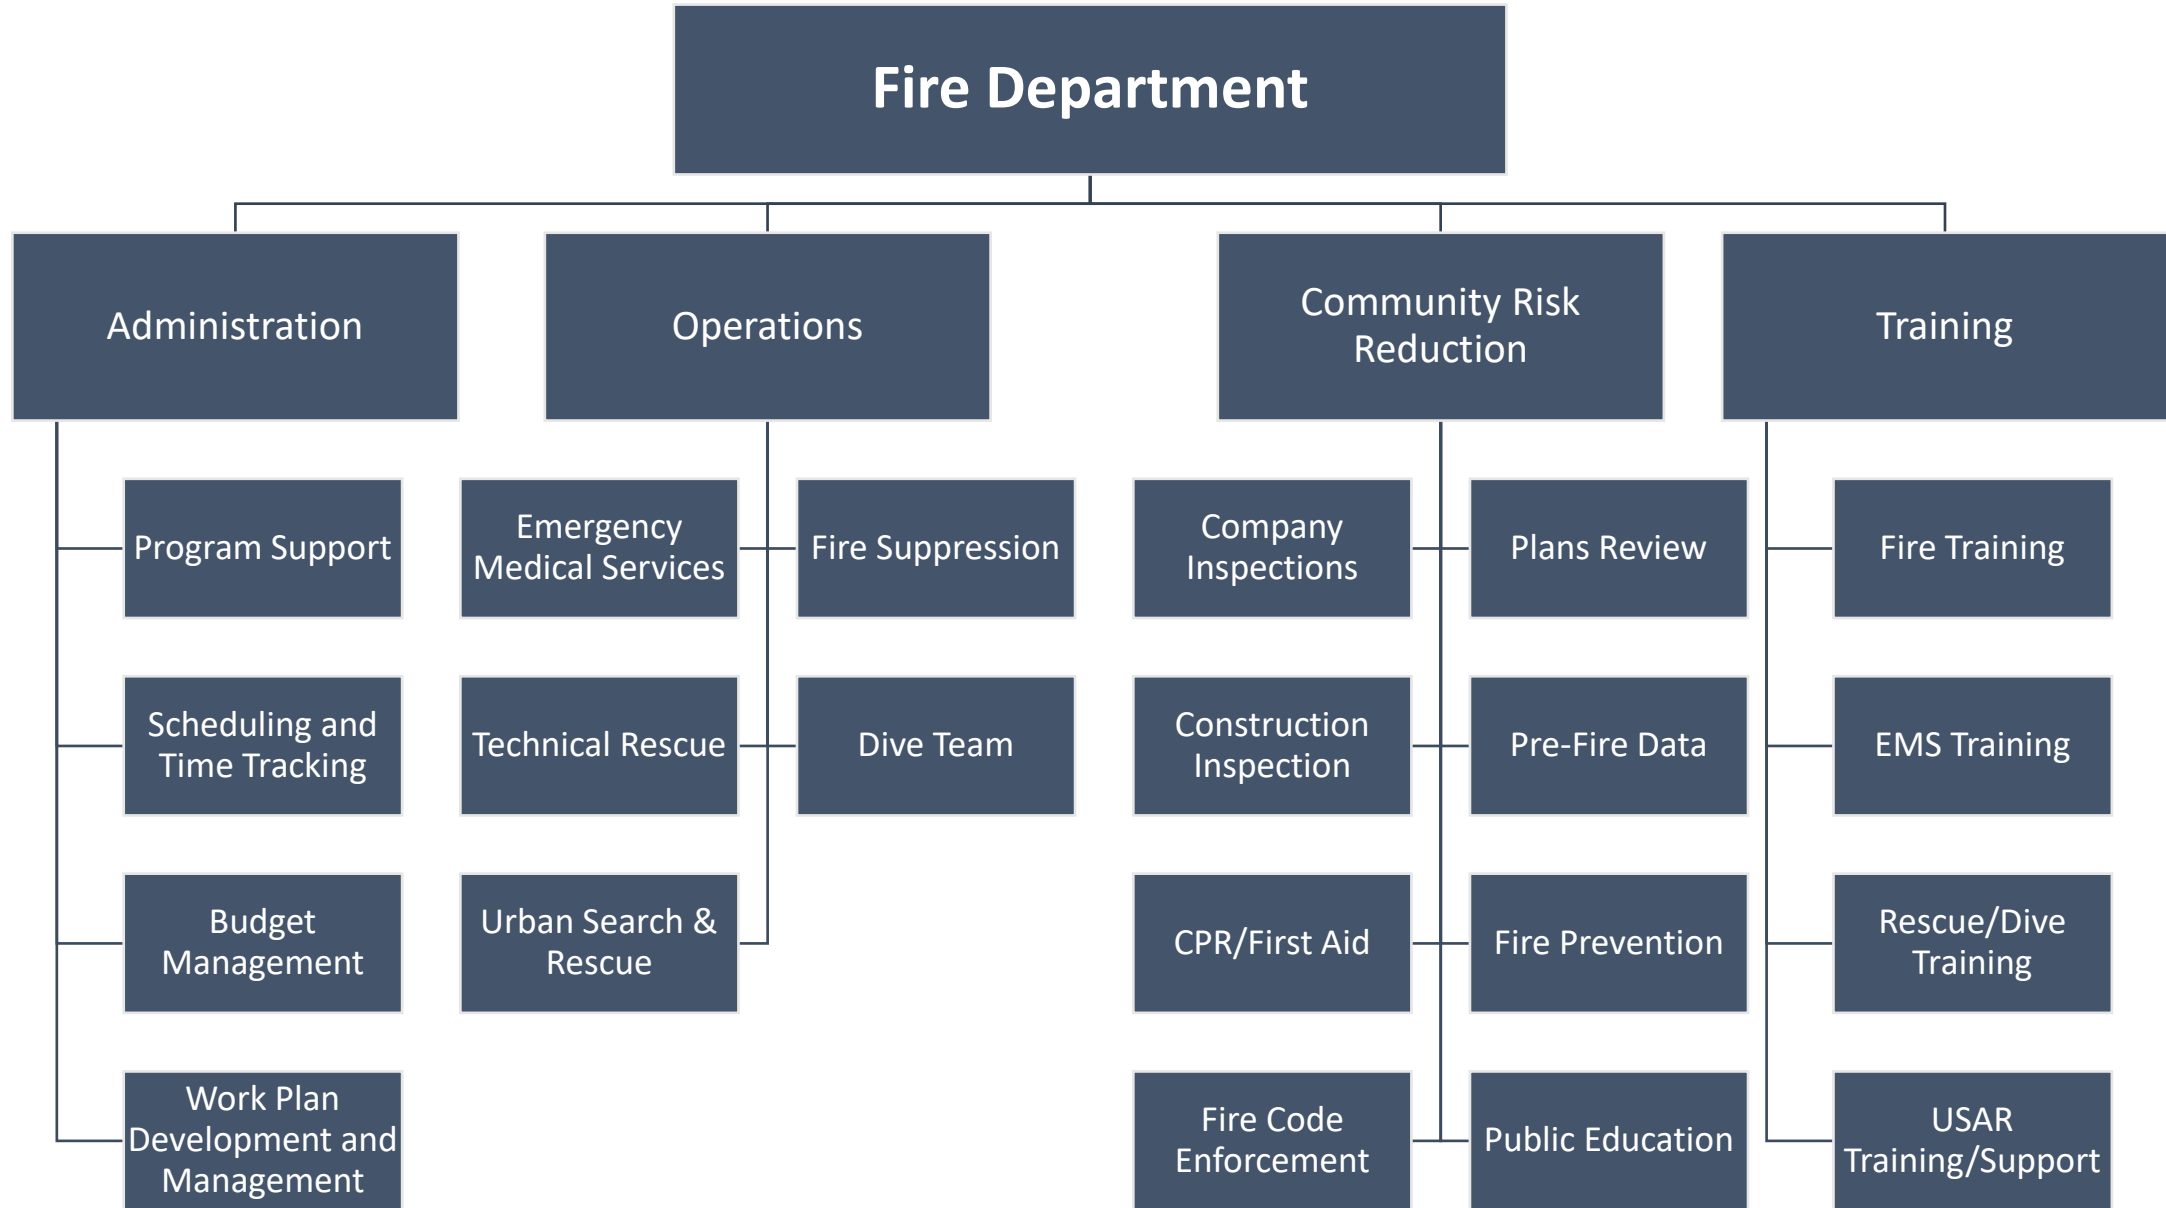 Fire Department
Administration
Operations
Community Risk
Reduction
Training
Program Support
Scheduling and
Time Tracking
Budget
Management
Work Plan
Development and
Management
Emergency
Medical Services
Fire Suppression
Technical Rescue
Dive Team
Urban Search &
Rescue
Company
Inspections
Plans Review
Construction
Inspection
Pre-Fire Data
CPR/First Aid
Fire Prevention
Fire Code
Enforcement
Public Education
Fire Training
EMS Training
Rescue/Dive
Training
USAR
Training/Support